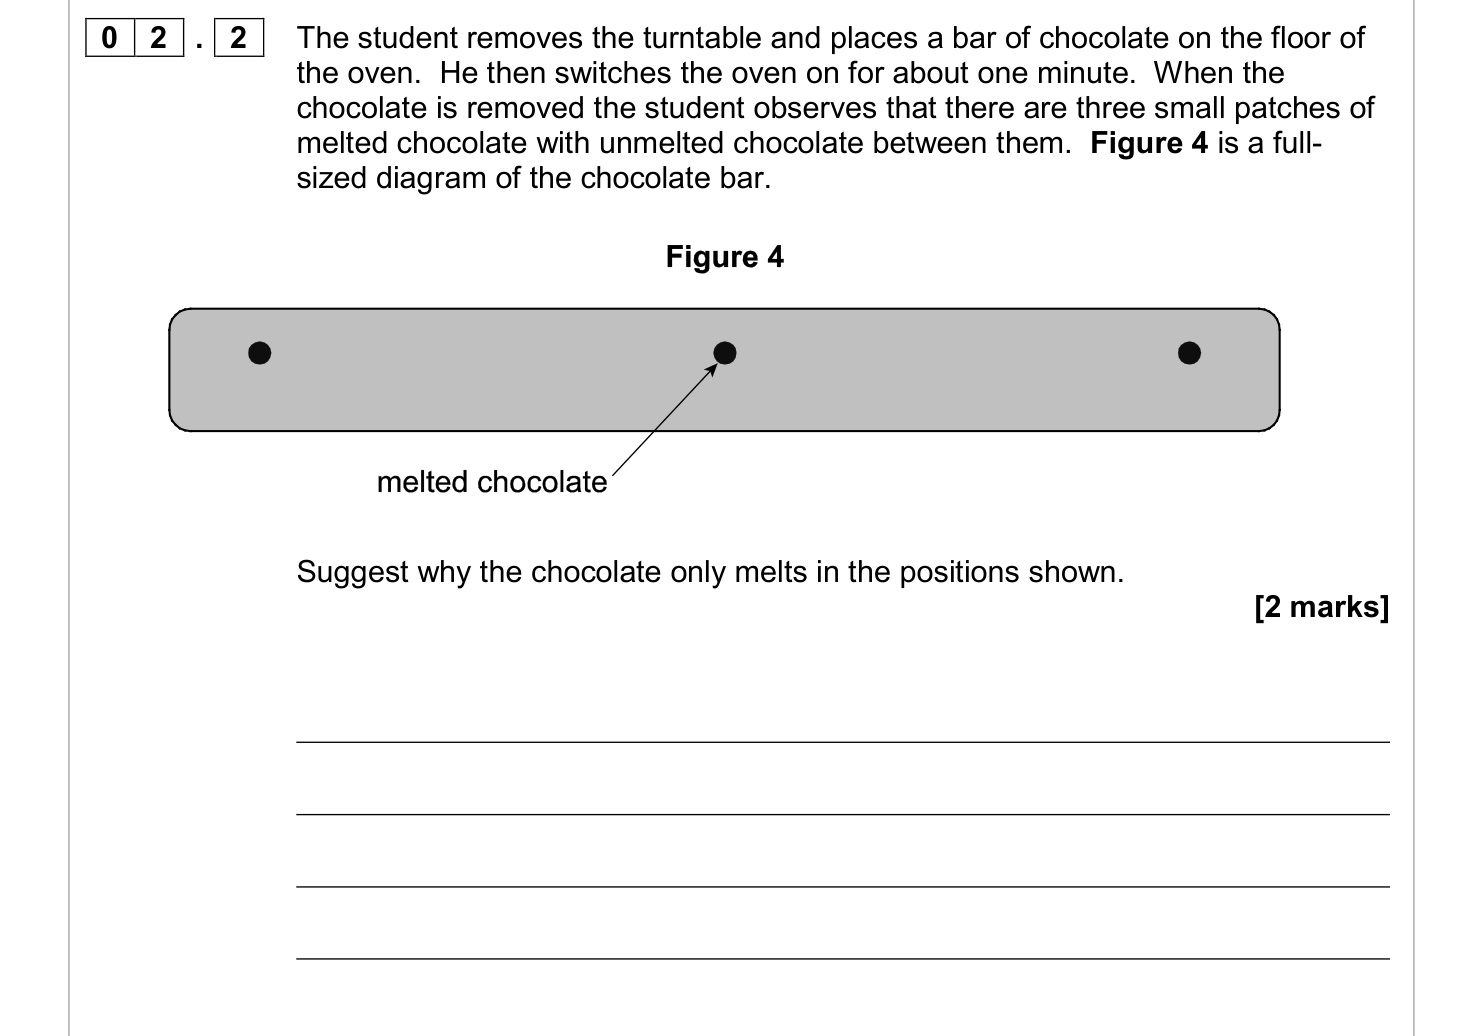 0 2 . 2 The student removes the turntable and places a bar of chocolate on the floor of
the oven. He then switches the oven on for about one minute. When the
chocolate is removed the student observes that there are three small patches of
melted chocolate with unmelted chocolate between them. Figure 4 is a full-
sized diagram of the chocolate bar.
Figure 4
melted chocolate
Suggest why the chocolate only melts in the positions shown.
[2 marks]